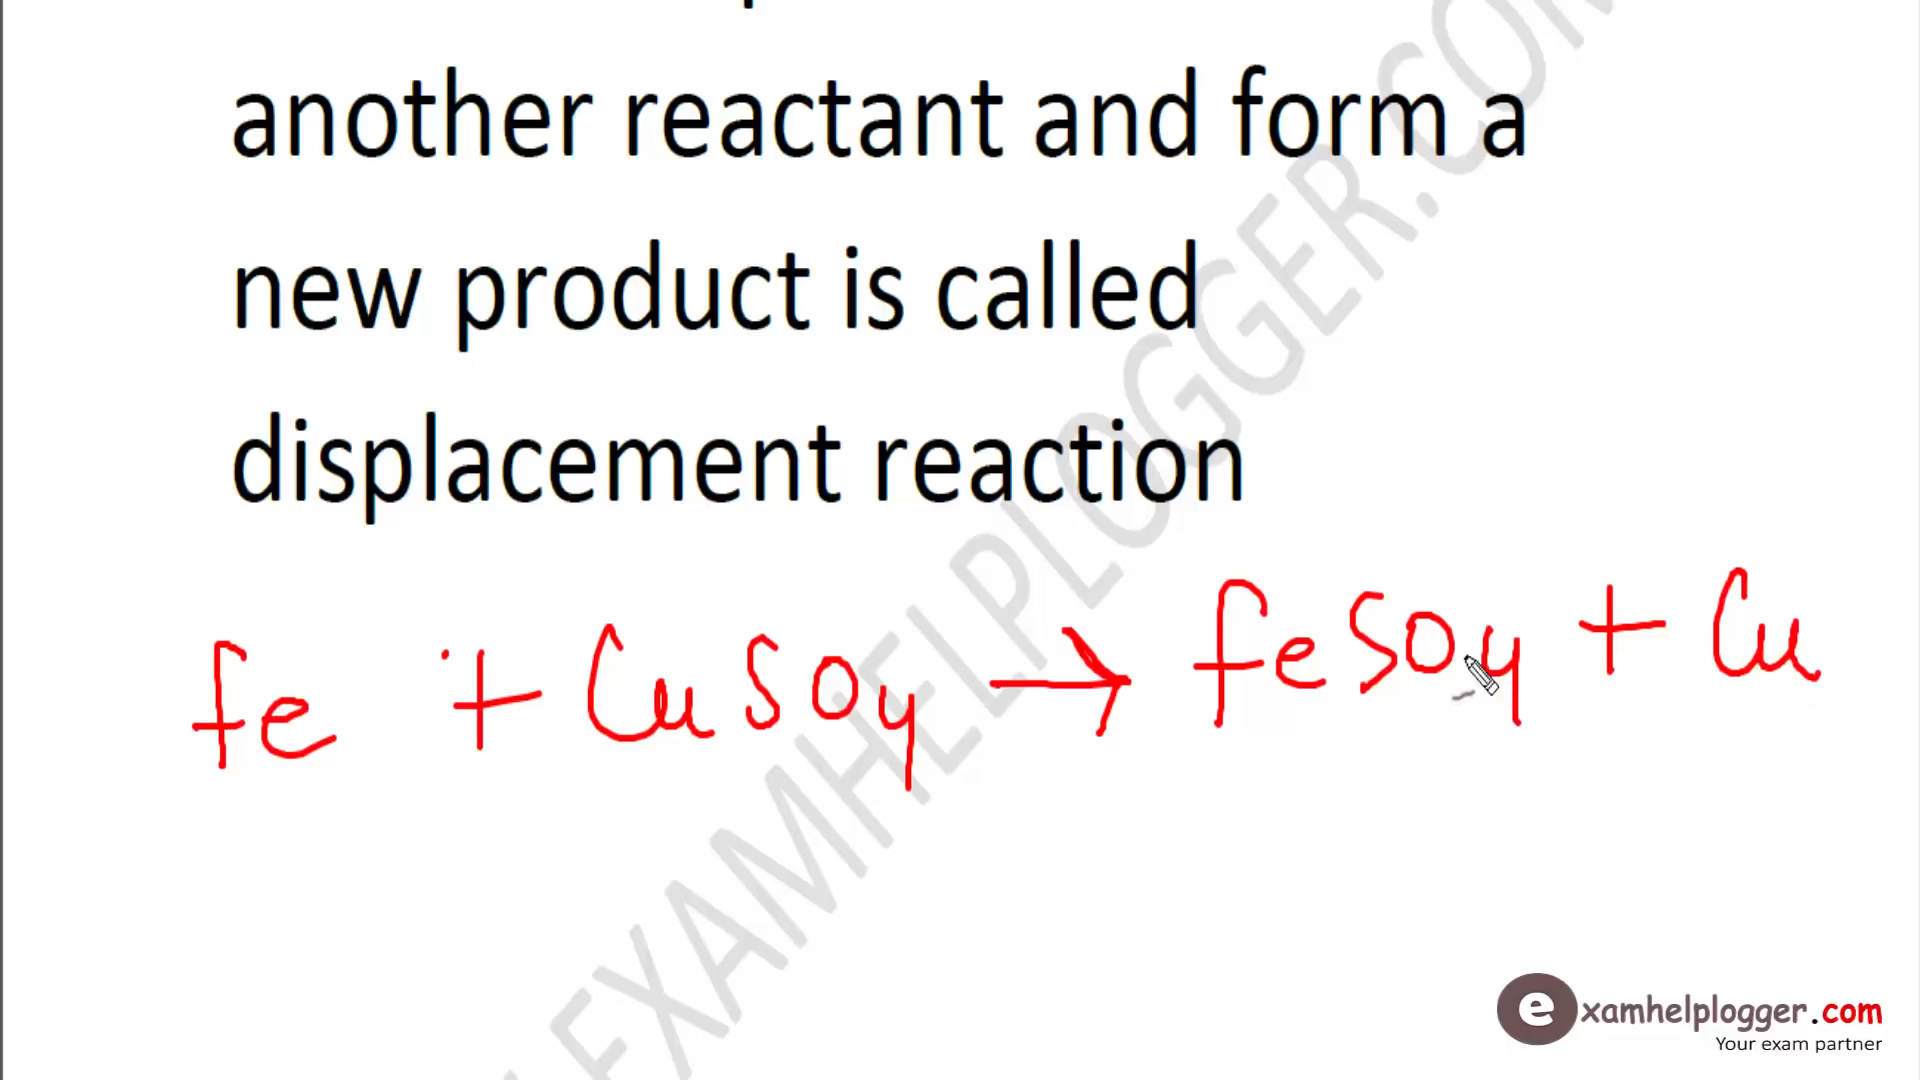 another reactant and form a
new product is called
displacement reaction
fe + CuSO4 → feSO4 + Cu
EXAMHELPLOGGER.COM
examhelplogger.com
Your exam partner